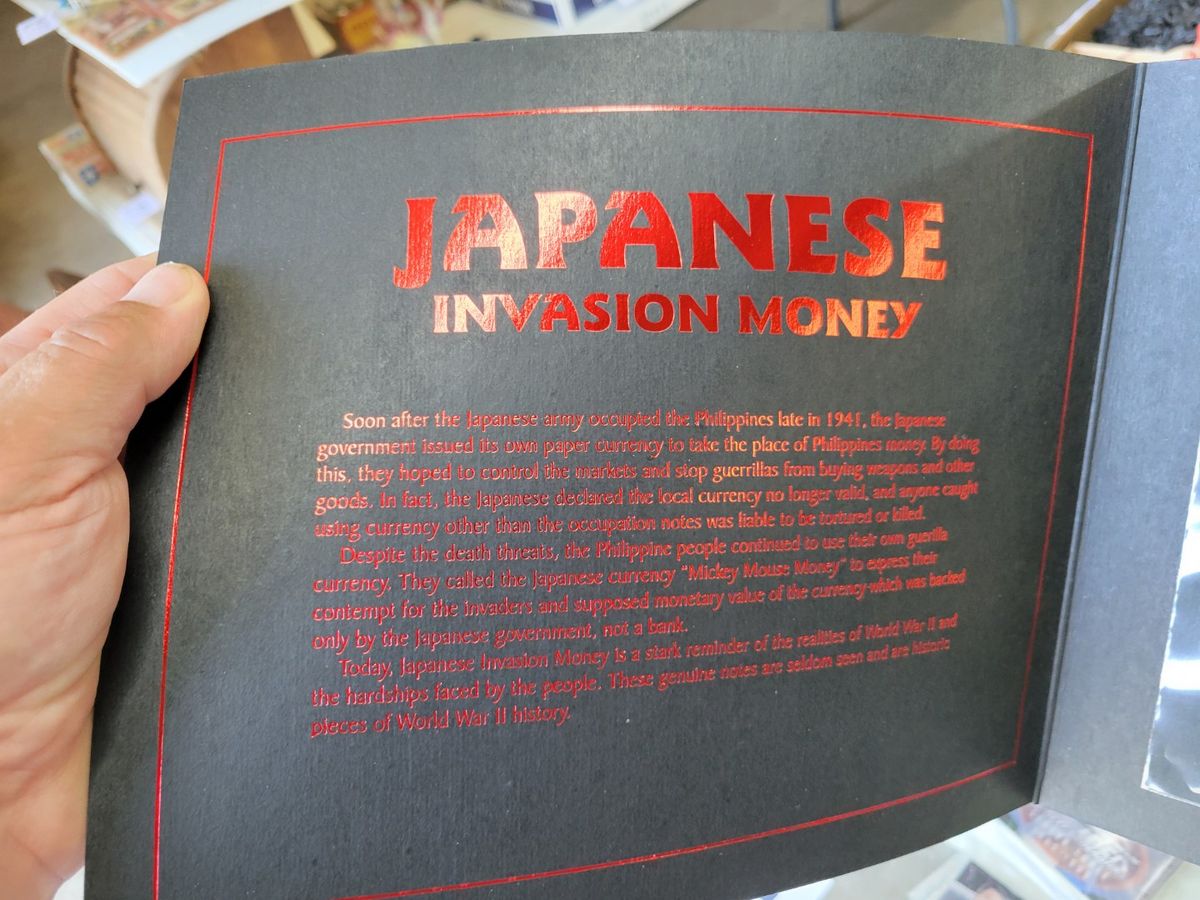 JAPANESE
INVASION MONEY
Soon after the Japanese army occupied the Philippines late in 1941, the Japanese
government issued its own paper currency to take the place of Philippines money. By doing
this, they hoped to control the markets and stop guerrillas from buying weapons and other
goods. In fact, the Japanese declared the local currency no longer valid, and anyone caught
using currency other than the occupation notes was liable to be tortured or killed.
Despite the death threats, the Philippine people continued to use their own guerilla
currency. They called the Japanese currency "Mickey Mouse Money" to express their
contempt for the invaders and supposed monetary value of the currency-which was backed
only by the Japanese government, not a bank.
Today, Japanese Invasion Money is a stark reminder of the realities of World War II and
the hardships faced by the people. These genuine notes are seldom seen and are historic
pieces of World War II history.